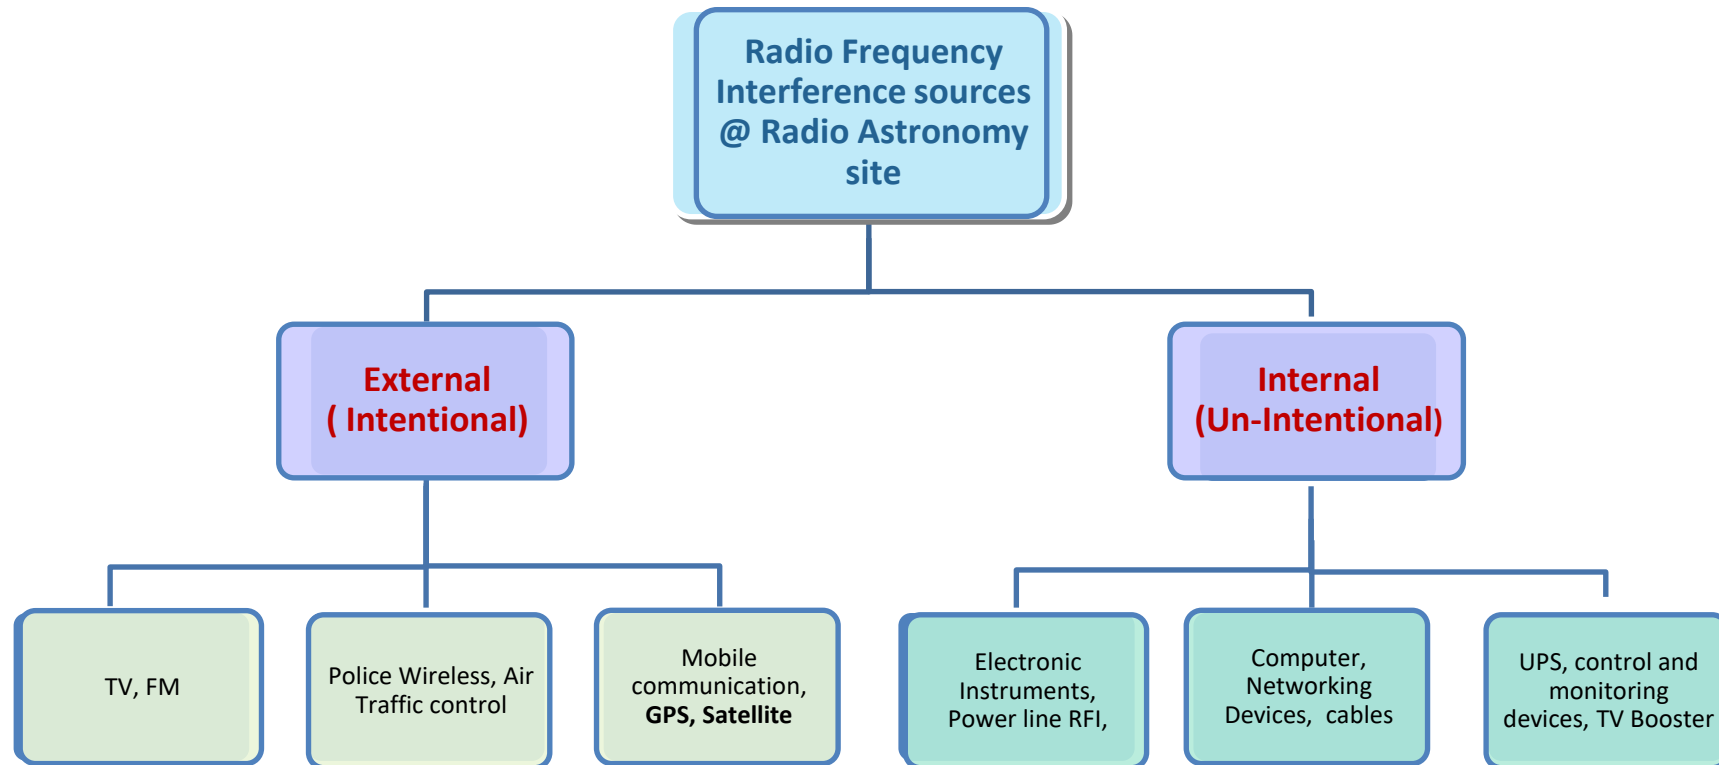 Radio Frequency
Interference sources
@ Radio Astronomy
site
External
( Intentional)
Internal
(Un-Intentional)
TV, FM
Police Wireless, Air
Traffic control
Mobile
communication,
GPS, Satellite
Electronic
Instruments,
Power line RFI,
Computer,
Networking
Devices, cables
UPS, control and
monitoring
devices, TV Booster